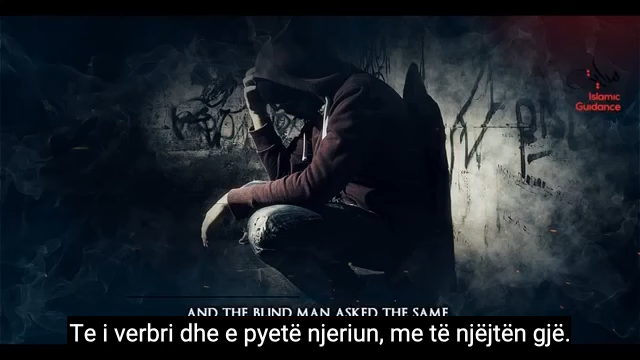 Islamic
Guidance
AND THE BLIND MAN ASKED THE SAME
Te i verbri dhe e pyetë njeriun, me të njëjtën gjë.